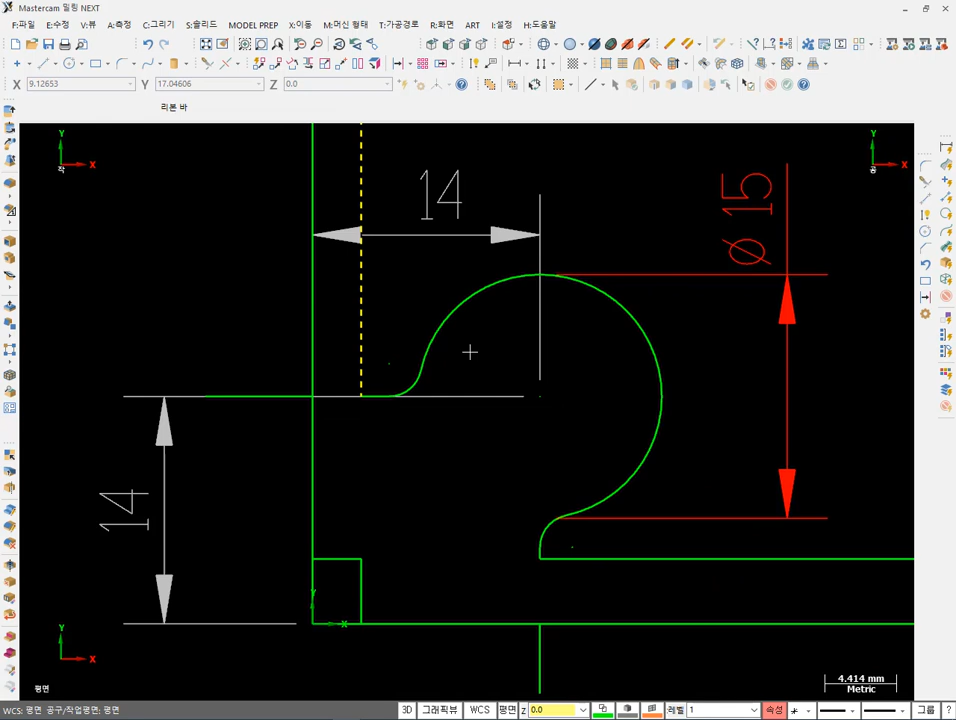 Mastercam 밀링 NEXT
F:파일 E:수정 V:뷰 A:측정 C:그리기 S:솔리드 MODEL PREP X:이동 M:머신 형태 T:가공경로 R:화면 ART I:설정 H:도움말
X 9.12653 Y 17.04606 Z 0.0
리본 바
Y X 작
Y X 공
14
Ø 15
14
Y X
Y X
평면
4.414 mm
Metric
WCS: 평면 공구/작업평면: 평면 3D 그래픽뷰 WCS 평면 Z 0.0 레벨 1 속성 그룹 ?